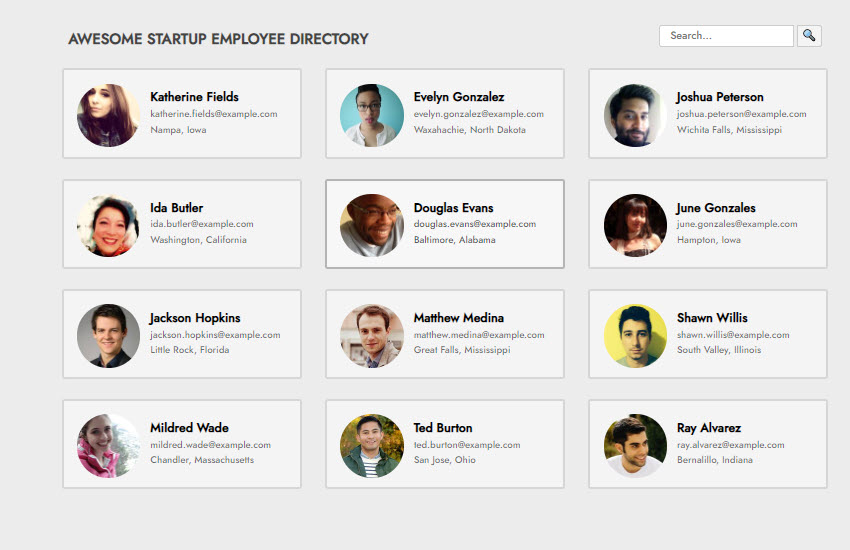 AWESOME STARTUP EMPLOYEE DIRECTORY
Search...
Katherine Fields
katherine.fields@example.com
Nampa, Iowa
Evelyn Gonzalez
evelyn.gonzalez@example.com
Waxahachie, North Dakota
Joshua Peterson
joshua.peterson@example.com
Wichita Falls, Mississippi
Ida Butler
ida.butler@example.com
Washington, California
Douglas Evans
douglas.evans@example.com
Baltimore, Alabama
June Gonzales
june.gonzales@example.com
Hampton, Iowa
Jackson Hopkins
jackson.hopkins@example.com
Little Rock, Florida
Matthew Medina
matthew.medina@example.com
Great Falls, Mississippi
Shawn Willis
shawn.willis@example.com
South Valley, Illinois
Mildred Wade
mildred.wade@example.com
Chandler, Massachusetts
Ted Burton
ted.burton@example.com
San Jose, Ohio
Ray Alvarez
ray.alvarez@example.com
Bernalillo, Indiana